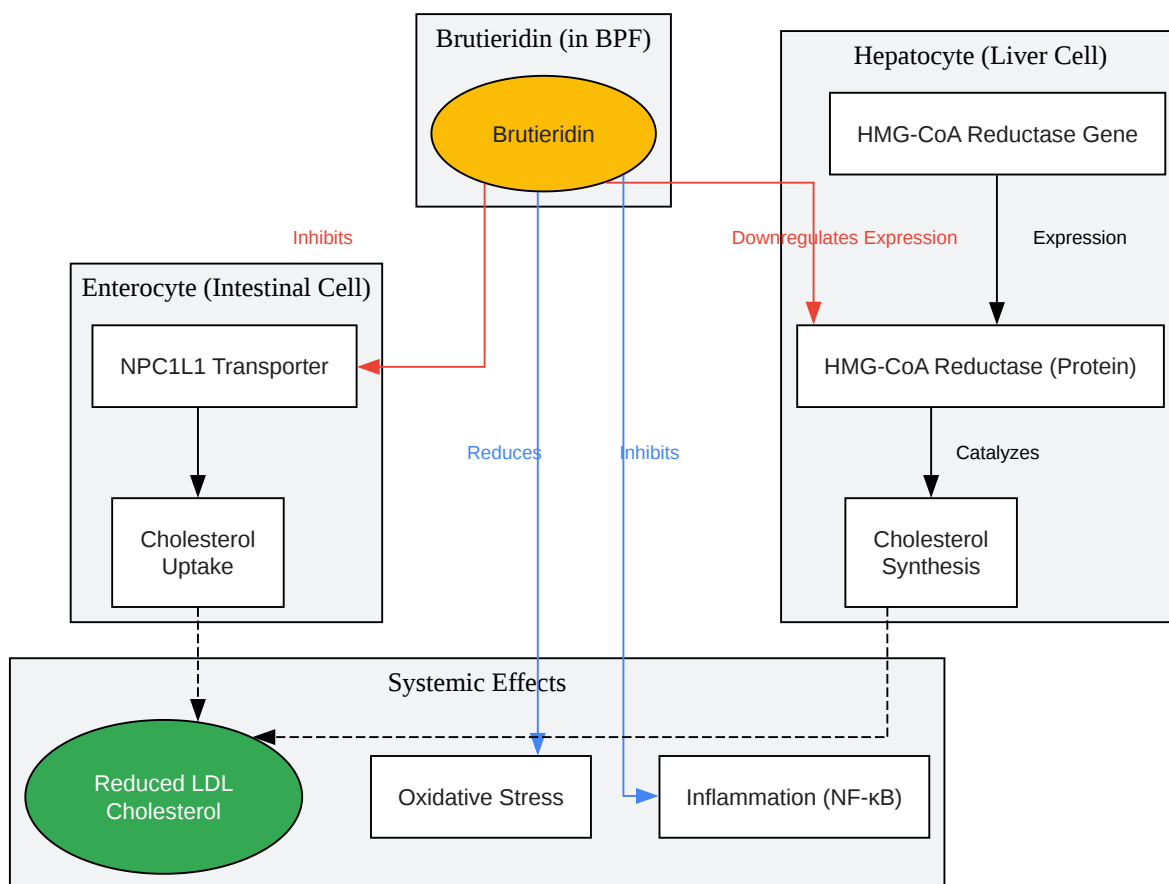 Brutieridin (in BPF)
Brutieridin
Hepatocyte (Liver Cell)
HMG-CoA Reductase Gene
Inhibits
Downregulates Expression
Expression
Enterocyte (Intestinal Cell)
NPC1L1 Transporter
HMG-CoA Reductase (Protein)
Reduces
Inhibits
Catalyzes
Cholesterol
Uptake
Cholesterol
Synthesis
Systemic Effects
Reduced LDL
Cholesterol
Oxidative Stress
Inflammation (NF-κB)